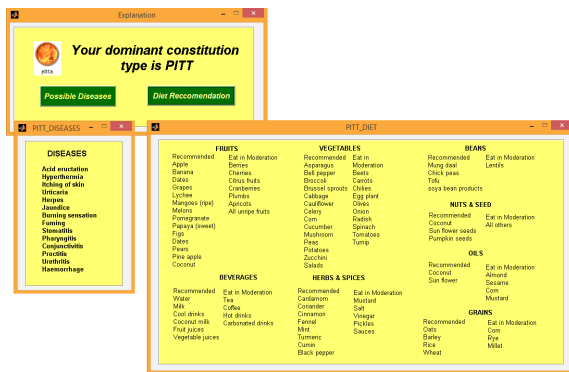 Explanation
pitta
Your dominant constitution
type is PITT
Possible Diseases
Diet Reccomendation
PITT_DISEASES
DISEASES
Acid eructation
Hyperthermia
Itching of skin
Urticaria
Herpes
Jaundice
Burning sensation
Fuming
Stomatitis
Pharyngitis
Conjunctivitis
Proctitis
Urethritis
Haemorrhage
PITT_DIET
FRUITS
Recommended
Apple
Banana
Dates
Grapes
Lychee
Mangoes (ripe)
Melons
Pomegranate
Papaya (sweet)
Figs
Dates
Pears
Pine apple
Coconut
Eat in Moderation
Berries
Cherries
Citrus fruits
Cranberries
Plumbs
Apricots
All unripe fruits
VEGETABLES
Recommended
Asparagus
Bell pepper
Broccoli
Brussel sprouts
Cabbage
Cauliflower
Celery
Corn
Cucumber
Mushroom
Peas
Potatoes
Zucchini
Salads
Eat in
Moderation
Beets
Carrots
Chilies
Egg plant
Olives
Onion
Radish
Spinach
Tomatoes
Turnip
BEANS
Recommended
Mung daal
Chick peas
Tofu
soya bean products
Eat in Moderation
Lentils
NUTS & SEED
Recommended
Coconut
Sun flower seeds
Pumpkin seeds
Eat in Moderation
All others
OILS
Recommended
Coconut
Sun flower
Eat in Moderation
Almond
Sesame
Corn
Mustard
BEVERAGES
Recommended
Water
Milk
Cool drinks
Coconut milk
Fruit juices
Vegetable juices
Eat in Moderation
Tea
Coffee
Hot drinks
Carbonated drinks
HERBS & SPICES
Recommended
Cardamom
Coriander
Cinnamon
Fennel
Mint
Turmeric
Cumin
Black pepper
Eat in Moderation
Mustard
Salt
Vinegar
Pickles
Sauces
GRAINS
Recommended
Oats
Barley
Rice
Wheat
Eat in Moderation
Corn
Rye
Millet